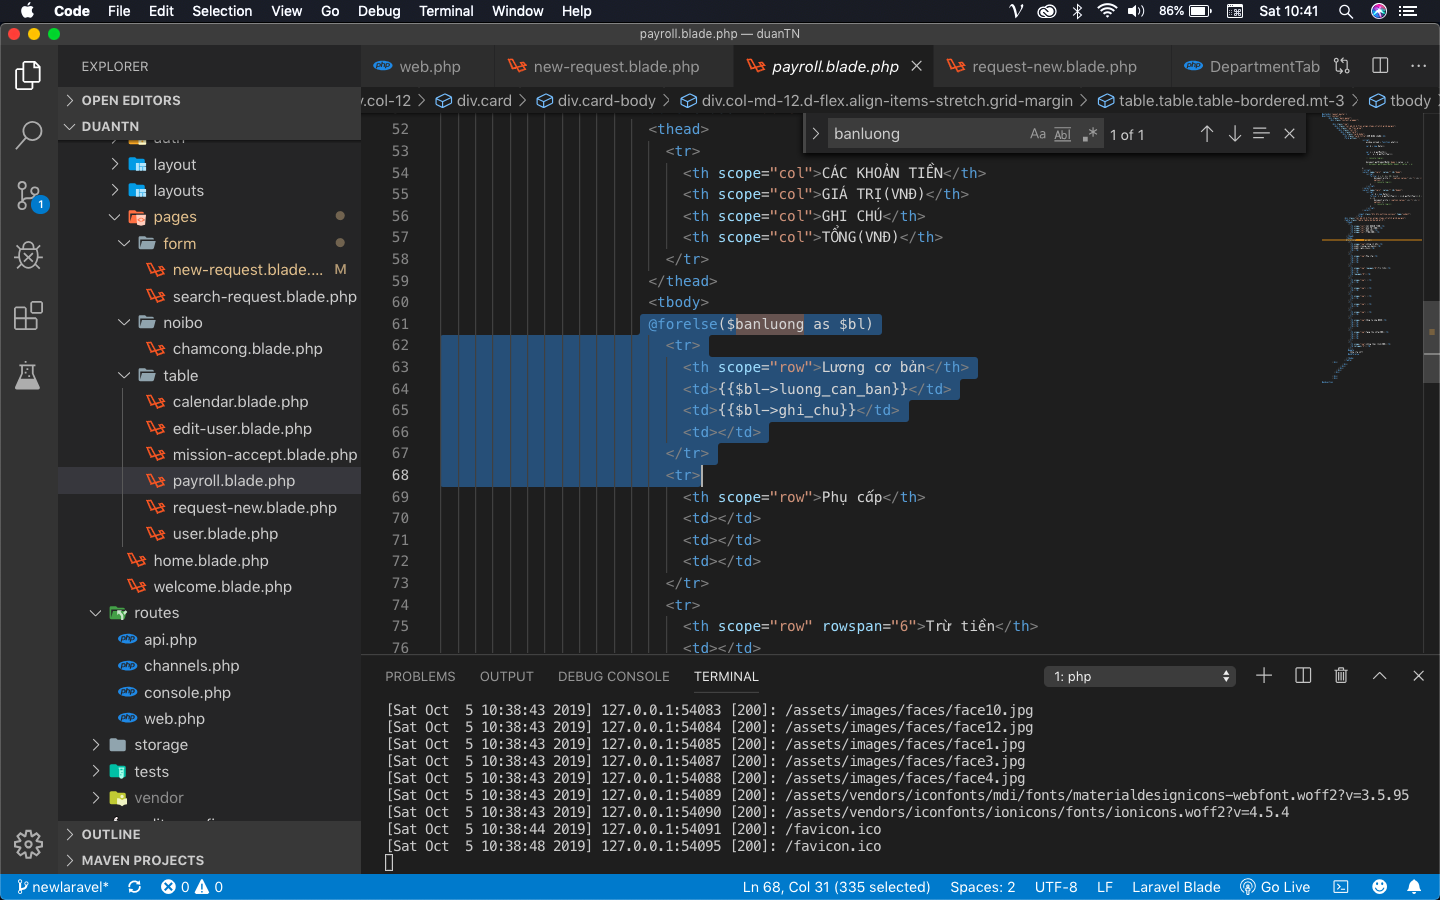 Code File Edit Selection View Go Debug Terminal Window Help 86% Sat 10:41
payroll.blade.php — duanTN
EXPLORER
OPEN EDITORS
DUANTN
auth
layout
layouts
pages
form
new-request.blade.... M
search-request.blade.php
noibo
chamcong.blade.php
table
calendar.blade.php
edit-user.blade.php
mission-accept.blade.php
payroll.blade.php
request-new.blade.php
user.blade.php
home.blade.php
welcome.blade.php
routes
api.php
channels.php
console.php
web.php
storage
tests
vendor
OUTLINE
MAVEN PROJECTS
1
web.php new-request.blade.php payroll.blade.php request-new.blade.php DepartmentTab
.col-12 > div.card > div.card-body > div.col-md-12.d-flex.align-items-stretch.grid-margin > table.table.table-bordered.mt-3 > tbody
banluong Aa Abl .* 1 of 1
52 <thead>
53 <tr>
54 <th scope="col">CÁC KHOẢN TIỀN</th>
55 <th scope="col">GIÁ TRỊ(VNĐ)</th>
56 <th scope="col">GHI CHÚ</th>
57 <th scope="col">TỔNG(VNĐ)</th>
58 </tr>
59 </thead>
60 <tbody>
61 @forelse($banluong as $bl)
62 <tr>
63 <th scope="row">Lương cơ bản</th>
64 <td>{{$bl->luong_can_ban}}</td>
65 <td>{{$bl->ghi_chu}}</td>
66 <td></td>
67 </tr>
68 <tr>
69 <th scope="row">Phụ cấp</th>
70 <td></td>
71 <td></td>
72 <td></td>
73 </tr>
74 <tr>
75 <th scope="row" rowspan="6">Trừ tiền</th>
76 <td></td>
PROBLEMS OUTPUT DEBUG CONSOLE TERMINAL 1: php
[Sat Oct  5 10:38:43 2019] 127.0.0.1:54083 [200]: /assets/images/faces/face10.jpg
[Sat Oct  5 10:38:43 2019] 127.0.0.1:54084 [200]: /assets/images/faces/face12.jpg
[Sat Oct  5 10:38:43 2019] 127.0.0.1:54085 [200]: /assets/images/faces/face1.jpg
[Sat Oct  5 10:38:43 2019] 127.0.0.1:54087 [200]: /assets/images/faces/face3.jpg
[Sat Oct  5 10:38:43 2019] 127.0.0.1:54088 [200]: /assets/images/faces/face4.jpg
[Sat Oct  5 10:38:43 2019] 127.0.0.1:54089 [200]: /assets/vendors/iconfonts/mdi/fonts/materialdesignicons-webfont.woff2?v=3.5.95
[Sat Oct  5 10:38:43 2019] 127.0.0.1:54090 [200]: /assets/vendors/iconfonts/ionicons/fonts/ionicons.woff2?v=4.5.4
[Sat Oct  5 10:38:44 2019] 127.0.0.1:54091 [200]: /favicon.ico
[Sat Oct  5 10:38:48 2019] 127.0.0.1:54095 [200]: /favicon.ico
newlaravel* 0 0 Ln 68, Col 31 (335 selected) Spaces: 2 UTF-8 LF Laravel Blade Go Live